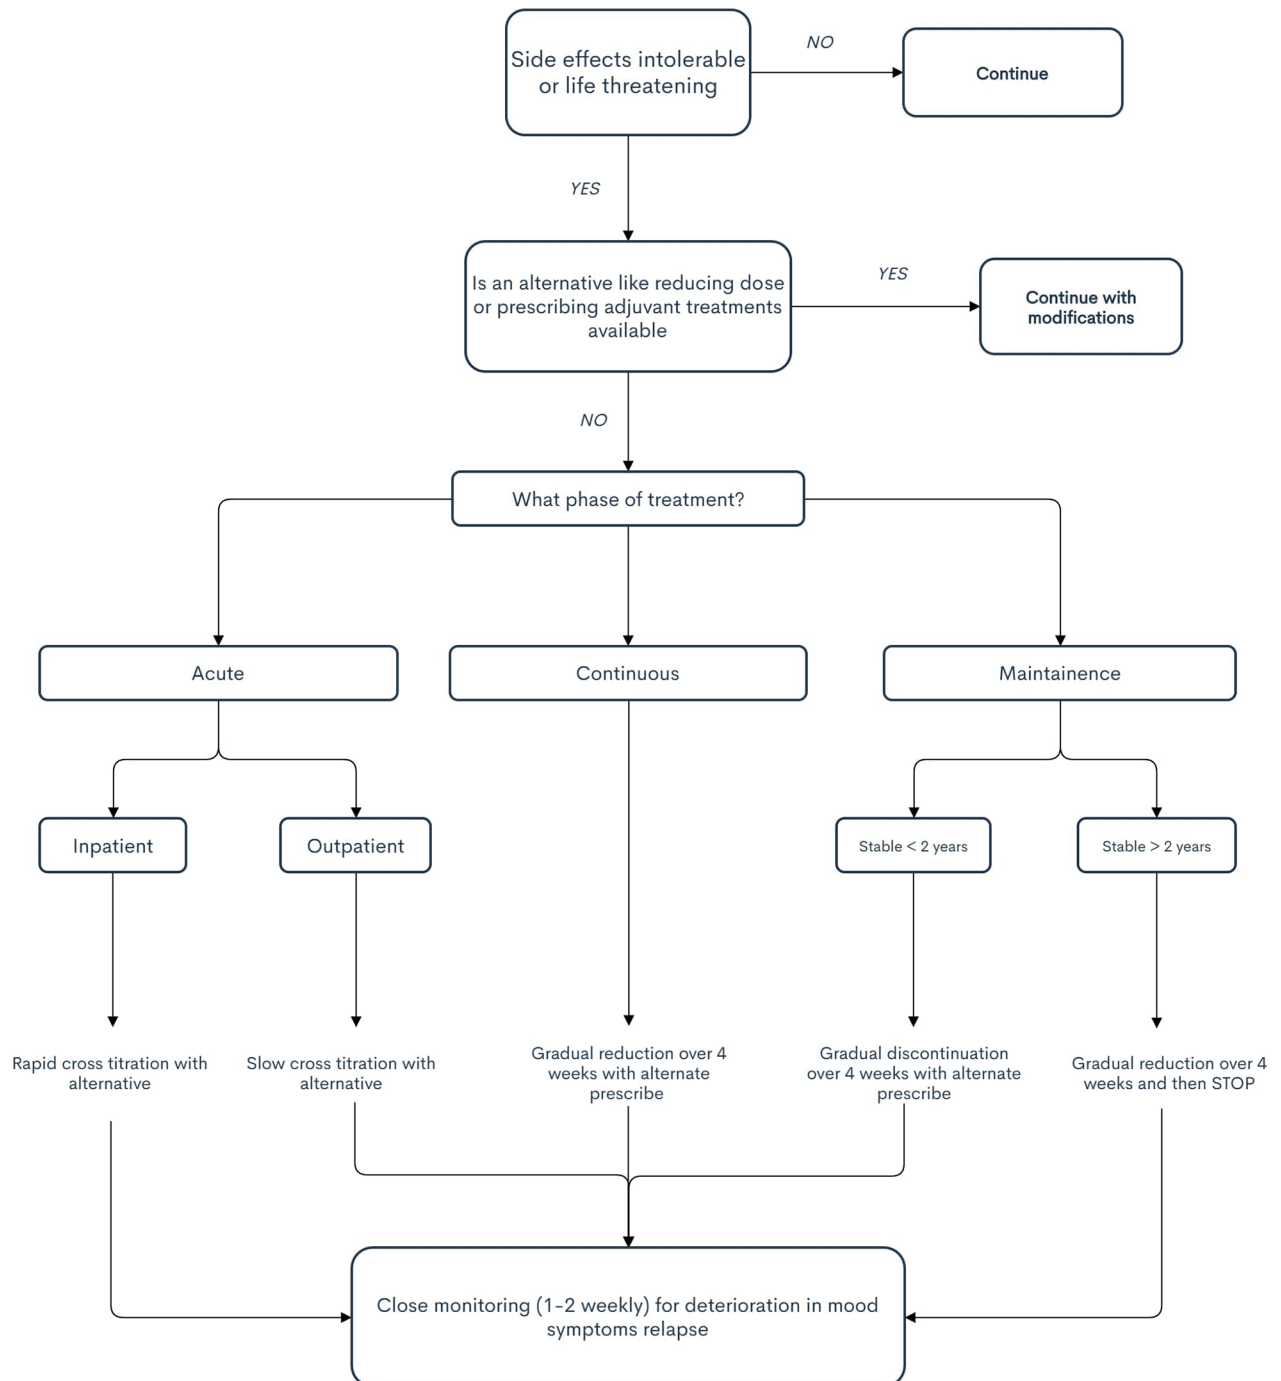 Side effects intolerable
or life threatening
NO
Continue
YES
Is an alternative like reducing dose
or prescribing adjuvant treatments
available
YES
Continue with
modifications
NO
What phase of treatment?
Acute
Continuous
Maintainence
Inpatient
Outpatient
Stable < 2 years
Stable > 2 years
Rapid cross titration with
alternative
Slow cross titration with
alternative
Gradual reduction over 4
weeks with alternate
prescribe
Gradual discontinuation
over 4 weeks with alternate
prescribe
Gradual reduction over 4
weeks and then STOP
Close monitoring (1-2 weekly) for deterioration in mood
symptoms relapse